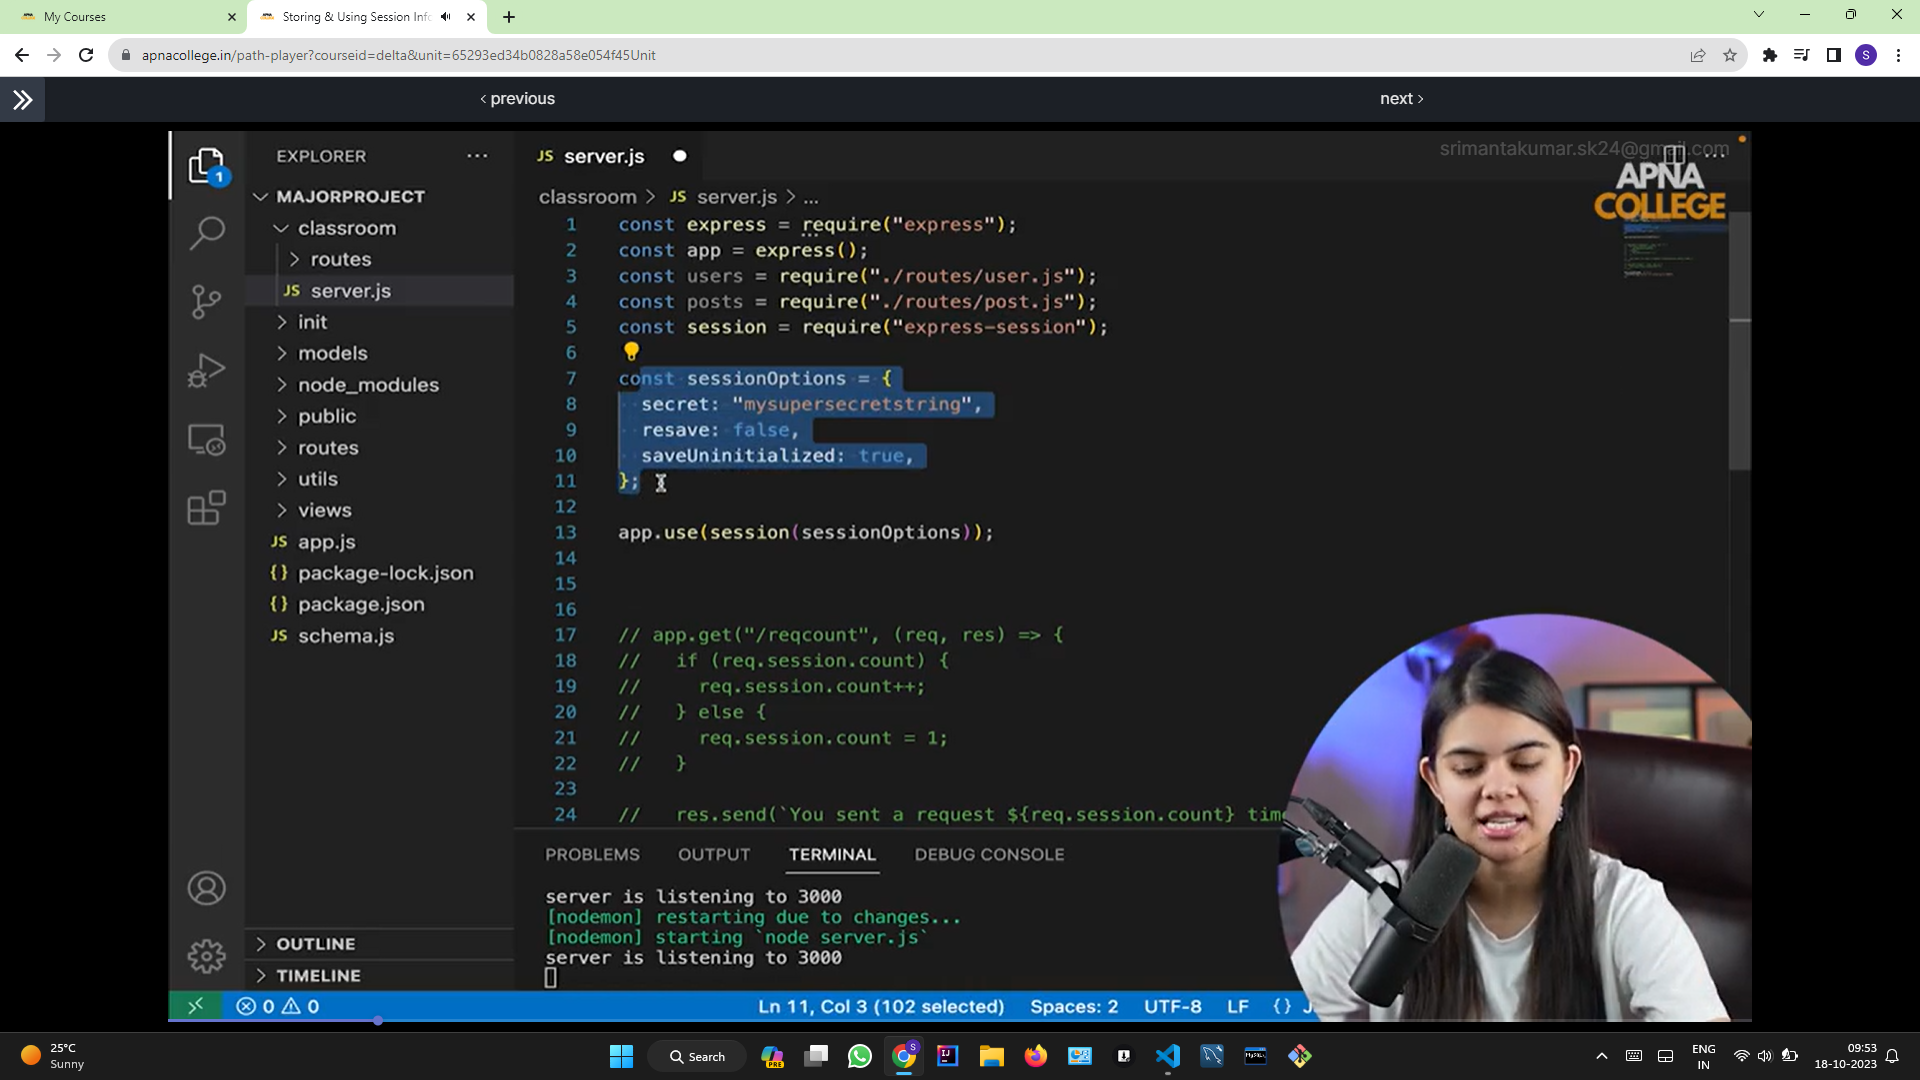 My Courses
Storing & Using Session Info
apnacollege.in/path-player?courseid=delta&unit=65293ed34b0828a58e054f45Unit
S
‹ previous
next ›
EXPLORER
JS server.js
srimantakumar.sk24@gmail.com
APNA
COLLEGE
1
MAJORPROJECT
classroom > JS server.js > ...
classroom
routes
JS server.js
init
models
node_modules
public
routes
utils
views
JS app.js
{} package-lock.json
{} package.json
JS schema.js
1 const express = require("express");
2 const app = express();
3 const users = require("./routes/user.js");
4 const posts = require("./routes/post.js");
5 const session = require("express-session");
6
7 const sessionOptions = {
8 secret: "mysupersecretstring",
9 resave: false,
10 saveUninitialized: true,
11 };
12
13 app.use(session(sessionOptions));
14
15
16
17 // app.get("/reqcount", (req, res) => {
18 //   if (req.session.count) {
19 //     req.session.count++;
20 //   } else {
21 //     req.session.count = 1;
22 //   }
23
24 //   res.send(`You sent a request ${req.session.count} tim
PROBLEMS OUTPUT TERMINAL DEBUG CONSOLE
server is listening to 3000
[nodemon] restarting due to changes...
[nodemon] starting `node server.js`
server is listening to 3000
OUTLINE
TIMELINE
0 0 Ln 11, Col 3 (102 selected) Spaces: 2 UTF-8 LF {} J
25°C
Sunny
Search
PRE
S
ENG
IN
09:53
18-10-2023